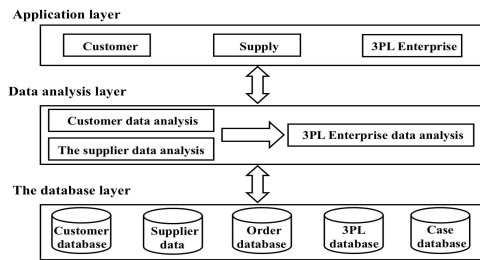 Application layer
Customer
Supply
3PL Enterprise
Data analysis layer
Customer data analysis
The supplier data analysis
3PL Enterprise data analysis
The database layer
Customer
database
Supplier
data
Order
database
3PL
database
Case
database